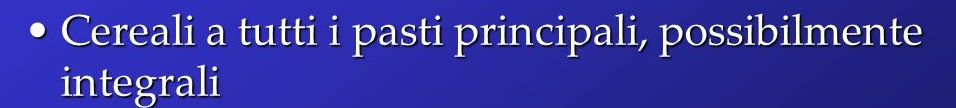 • Cereali a tutti i pasti principali, possibilmente
integrali